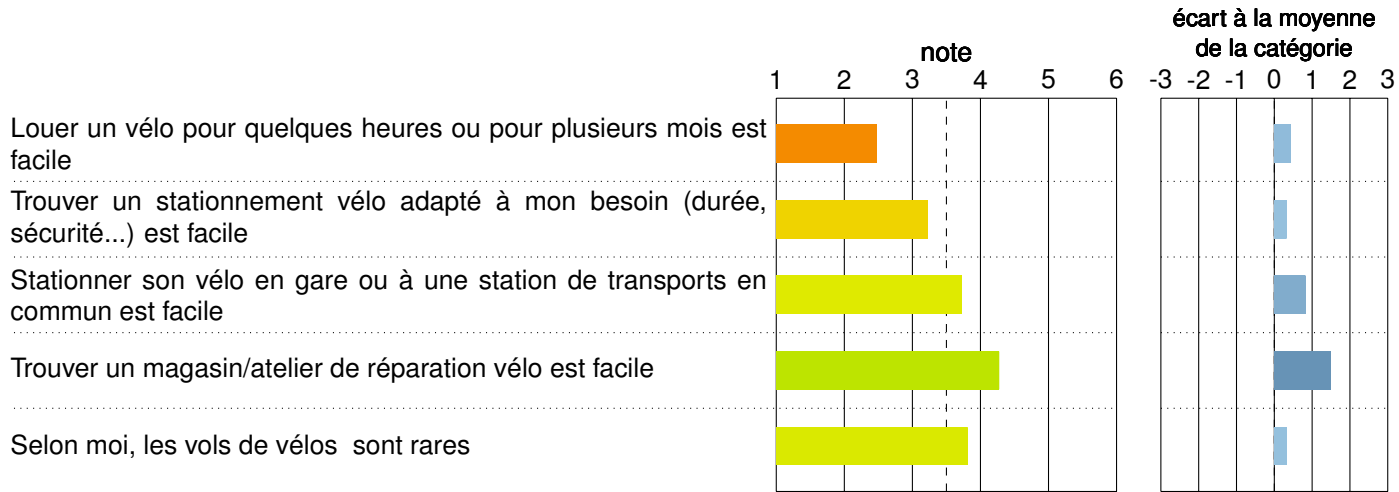 écart à la moyenne
note de la catégorie
1 2 3 4 5 6 -3 -2 -1 0 1 2 3
Louer un vélo pour quelques heures ou pour plusieurs mois est
facile
Trouver un stationnement vélo adapté à mon besoin (durée,
sécurité...) est facile
Stationner son vélo en gare ou à une station de transports en
commun est facile
Trouver un magasin/atelier de réparation vélo est facile
Selon moi, les vols de vélos sont rares